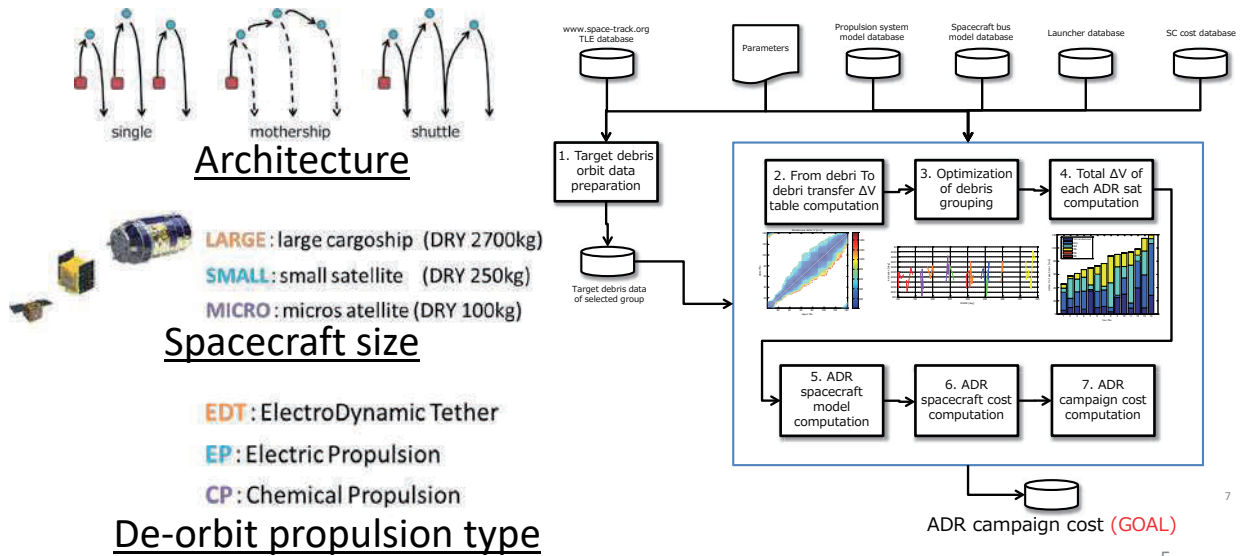 single
mothership
shuttle
Architecture
LARGE : large cargoship (DRY 2700kg)
SMALL : small satellite (DRY 250kg)
MICRO : micros atellite (DRY 100kg)
Spacecraft size
EDT : ElectroDynamic Tether
EP : Electric Propulsion
CP : Chemical Propulsion
De-orbit propulsion type
www.space-track.org
TLE database
Parameters
Propulsion system
model database
Spacecraft bus
model database
Launcher database
SC cost database
1. Target debris
orbit data
preparation
Target debris data
of selected group
2. From debri To
debri transfer ΔV
table computation
3. Optimization
of debris
grouping
4. Total ΔV of
each ADR sat
computation
5. ADR
spacecraft
model
computation
6. ADR
spacecraft cost
computation
7. ADR
campaign cost
computation
ADR campaign cost (GOAL)
7